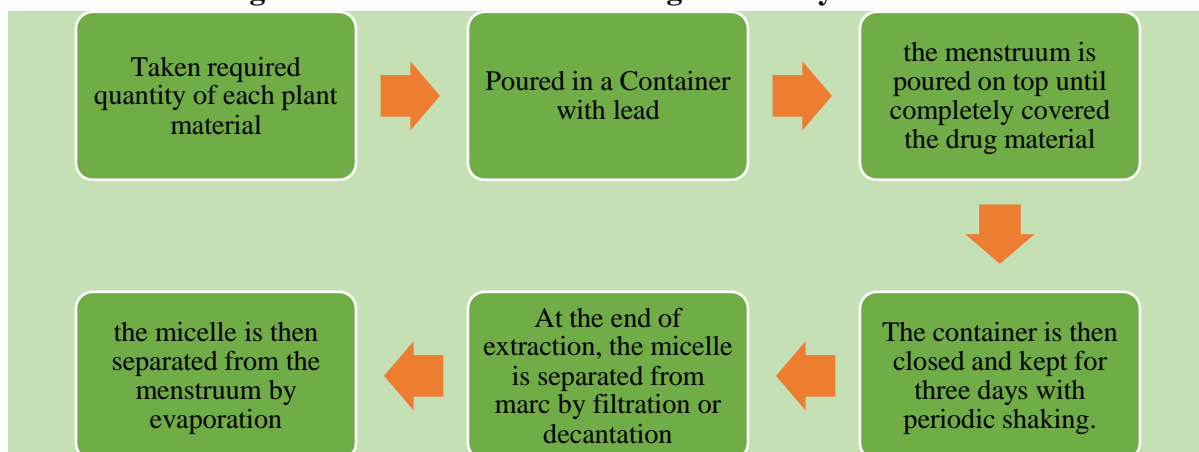 Taken required
quantity of each plant
material
Poured in a Container
with lead
the menstruum is
poured on top until
completely covered
the drug material
The container is then
closed and kept for
three days with
periodic shaking.
At the end of
extraction, the micelle
is separated from
marc by filtration or
decantation
the micelle is then
separated from the
menstruum by
evaporation